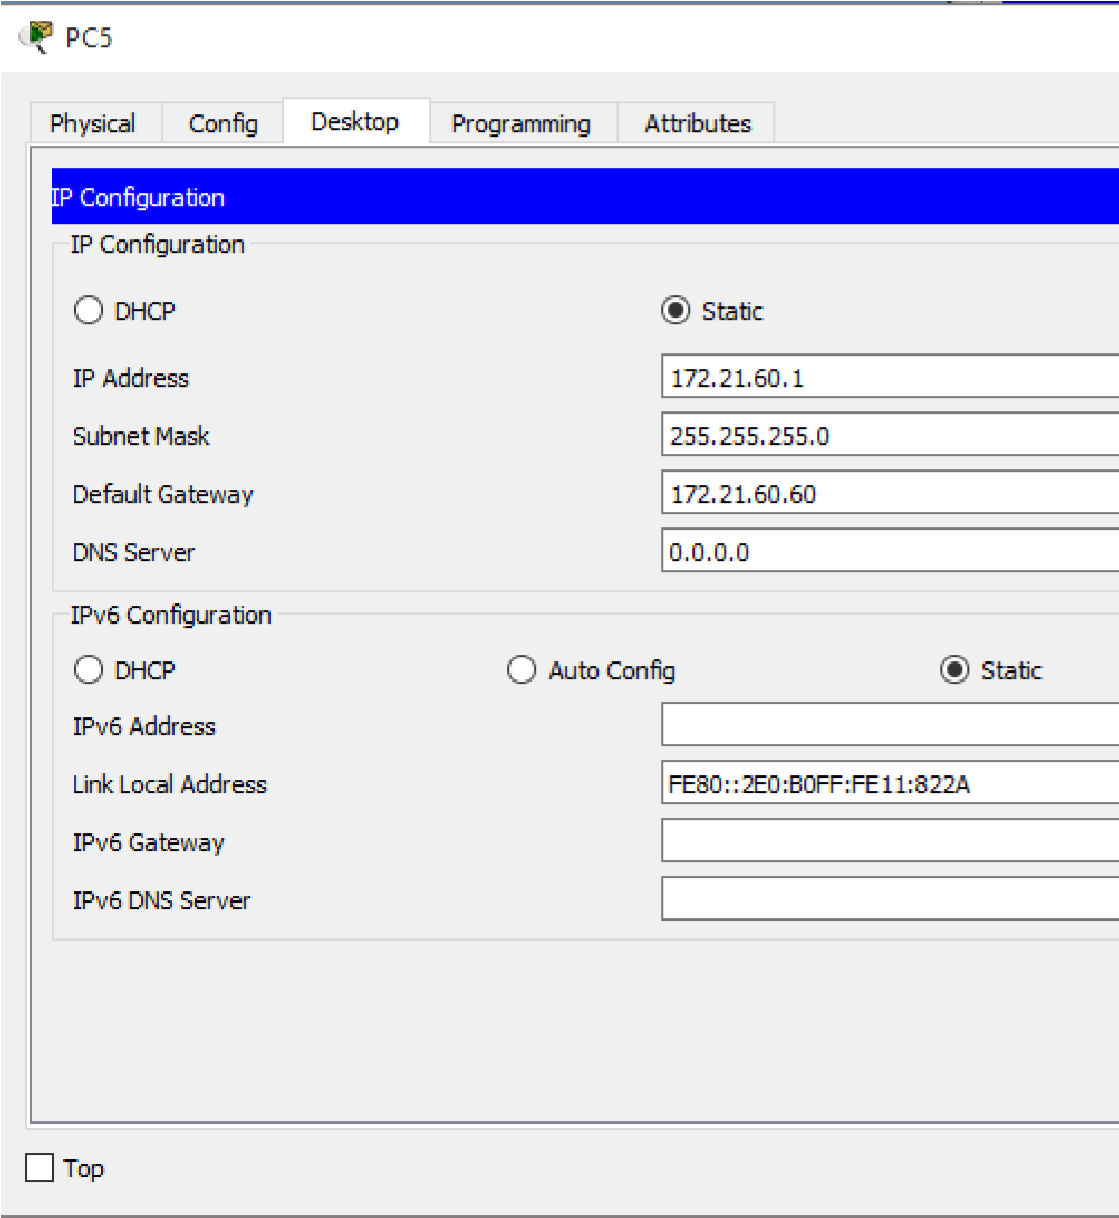 PC5
Physical Config Desktop Programming Attributes
IP Configuration
IP Configuration
DHCP Static
IP Address 172.21.60.1
Subnet Mask 255.255.255.0
Default Gateway 172.21.60.60
DNS Server 0.0.0.0
IPv6 Configuration
DHCP Auto Config Static
IPv6 Address
Link Local Address FE80::2E0:B0FF:FE11:822A
IPv6 Gateway
IPv6 DNS Server
Top